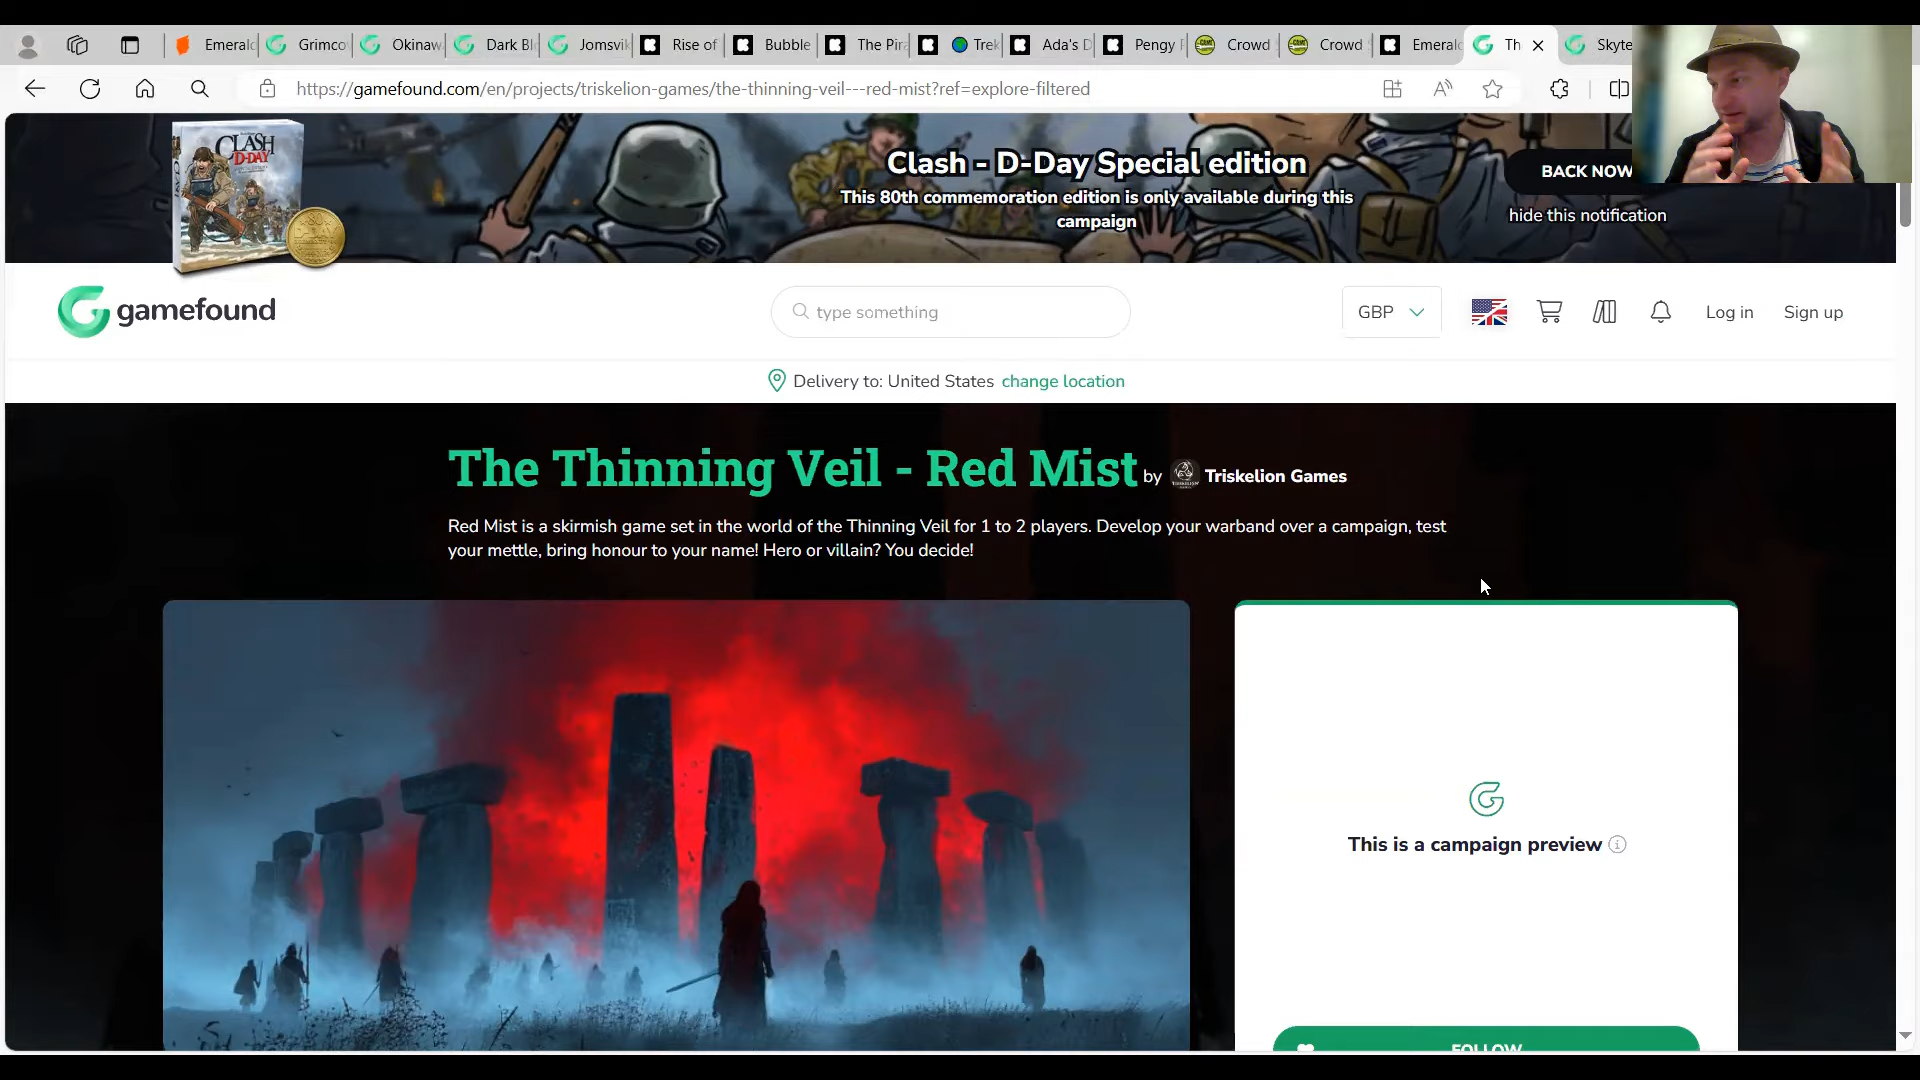 Emerald
Grimco
Okinaw
Dark Bl
Jomsvik
Rise of
Bubble
The Pir
Trek
Ada's D
Pengy
Crowd
Crowd
Emerald
Th
Skyte
https://gamefound.com/en/projects/triskelion-games/the-thinning-veil---red-mist?ref=explore-filtered
CLASH
D-DAY
Clash - D-Day Special edition
This 80th commemoration edition is only available during this
campaign
BACK NOW
hide this notification
gamefound
type something
GBP
Log in
Sign up
Delivery to: United States change location
The Thinning Veil - Red Mist by Triskelion Games
Red Mist is a skirmish game set in the world of the Thinning Veil for 1 to 2 players. Develop your warband over a campaign, test
your mettle, bring honour to your name! Hero or villain? You decide!
This is a campaign preview
FOLLOW